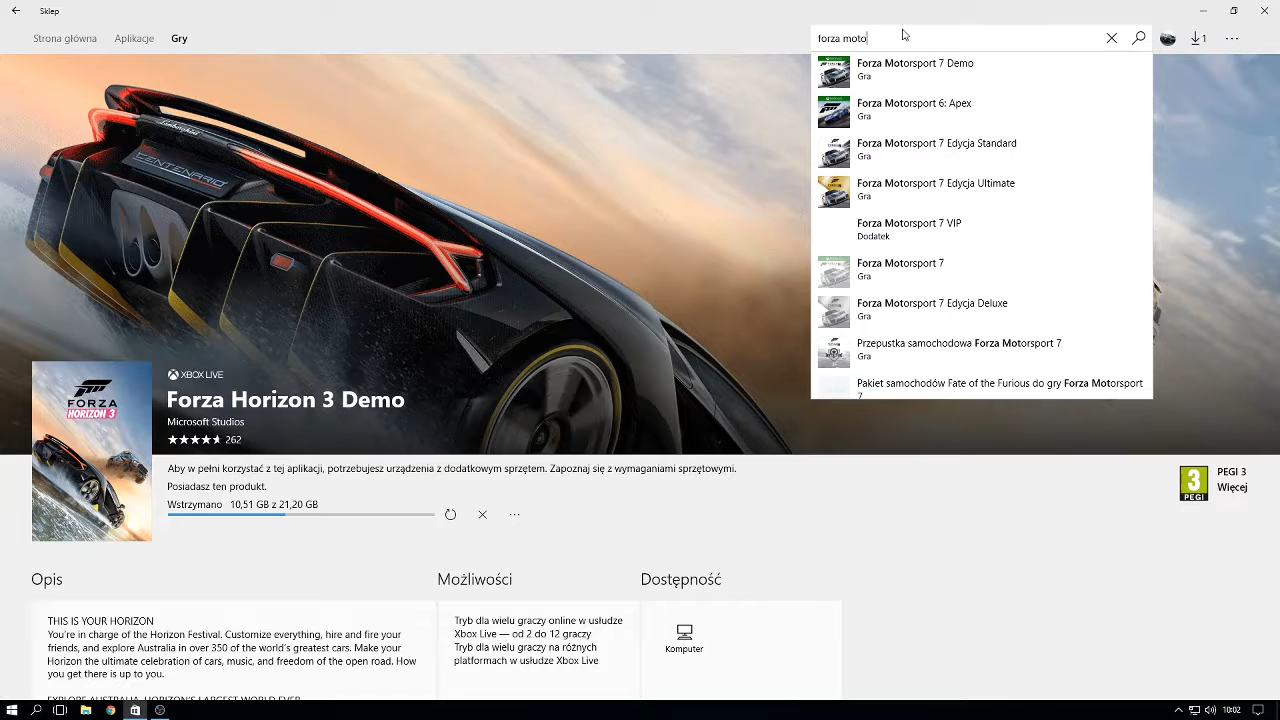 Sklep
Strona główna Aplikacje Gry
forza moto
1
Forza Motorsport 7 Demo
Gra
Forza Motorsport 6: Apex
Gra
Forza Motorsport 7 Edycja Standard
Gra
Forza Motorsport 7 Edycja Ultimate
Gra
Forza Motorsport 7 VIP
Dodatek
Forza Motorsport 7
Gra
Forza Motorsport 7 Edycja Deluxe
Gra
Przepustka samochodowa Forza Motorsport 7
Gra
Pakiet samochodów Fate of the Furious do gry Forza Motorsport
7
Lamborghini
CENTENARIO
FORZA
HORIZON 3
XBOX LIVE
Forza Horizon 3 Demo
Microsoft Studios
262
Aby w pełni korzystać z tej aplikacji, potrzebujesz urządzenia z dodatkowym sprzętem. Zapoznaj się z wymaganiami sprzętowymi.
Posiadasz ten produkt.
Wstrzymano 10,51 GB z 21,20 GB
3
PEGI
PEGI 3
Więcej
Opis
THIS IS YOUR HORIZON
You're in charge of the Horizon Festival. Customize everything, hire and fire your
friends, and explore Australia in over 350 of the world's greatest cars. Make your
Horizon the ultimate celebration of cars, music, and freedom of the open road. How
you get there is up to you.
EXPLORE AUSTRALIA, HORIZON'S LARGEST WORLD EVER
Możliwości
Tryb dla wielu graczy online w usłudze
Xbox Live — od 2 do 12 graczy
Tryb dla wielu graczy na różnych
platformach w usłudze Xbox Live
Dostępność
Komputer
10:02